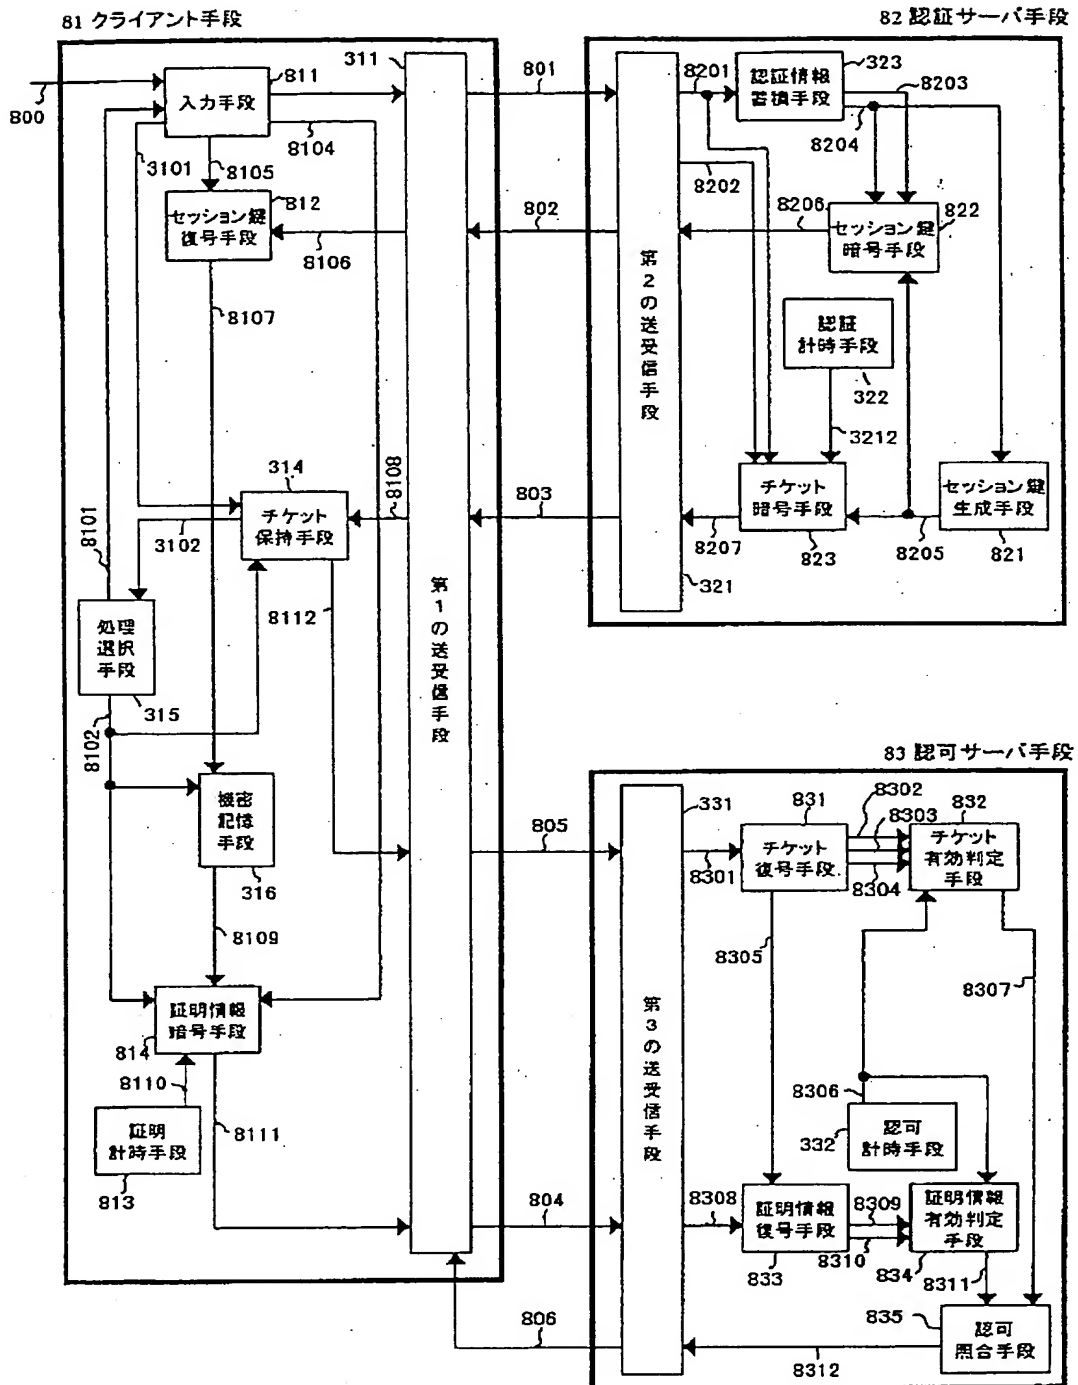 81 クライアント手段
82 認証サーバ手段
800
811
入力手段
3101
8104
8105
812
セッション鍵
復号手段
8106
8107
311
第1の送受信手段
801
802
803
8201
323
認証情報
蓄積手段
8203
8204
8202
8206
822
セッション鍵
暗号手段
第2の送受信手段
認証
計時手段
322
3212
チケット
暗号手段
823
8207
8205
セッション鍵
生成手段
821
321
8101
3102
314
チケット
保持手段
8108
8112
処理
選択
手段
315
8102
機密
記憶
手段
316
8109
証明情報
暗号手段
814
8110
証明
計時手段
813
8111
83 認可サーバ手段
805
804
806
331
第3の送受信手段
8301
831
チケット
復号手段
8302
8303
8304
832
チケット
有効判定
手段
8305
8307
8306
332
認可
計時手段
8308
証明情報
復号手段
833
8309
8310
証明情報
有効判定
手段
834
8311
835
認可
照合手段
8312